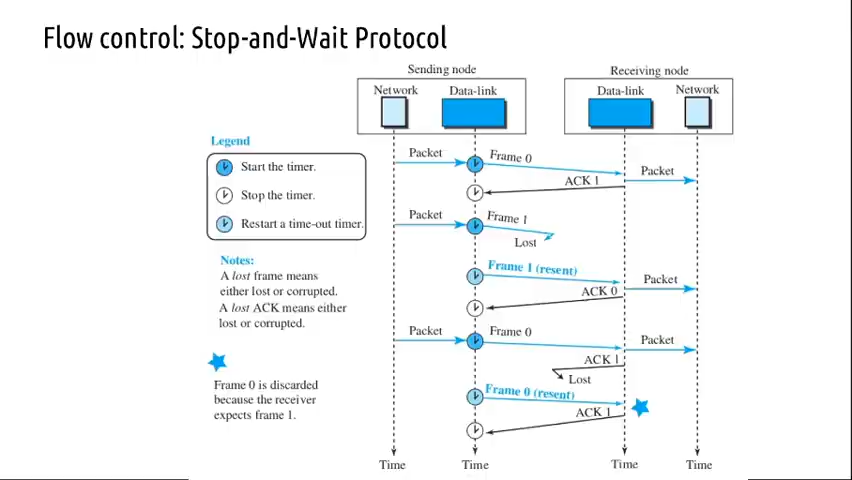 Flow control: Stop-and-Wait Protocol
Sending node
Receiving node
Network
Data-link
Data-link
Network
Legend
Start the timer.
Stop the timer.
Restart a time-out timer.
Notes:
A lost frame means
either lost or corrupted.
A lost ACK means either
lost or corrupted.
Frame 0 is discarded
because the receiver
expects frame 1.
Packet
Frame 0
Packet
ACK 1
Packet
Frame 1
Lost
Frame 1 (resent)
Packet
ACK 0
Packet
Frame 0
Packet
ACK 1
Lost
Frame 0 (resent)
ACK 1
Time
Time
Time
Time